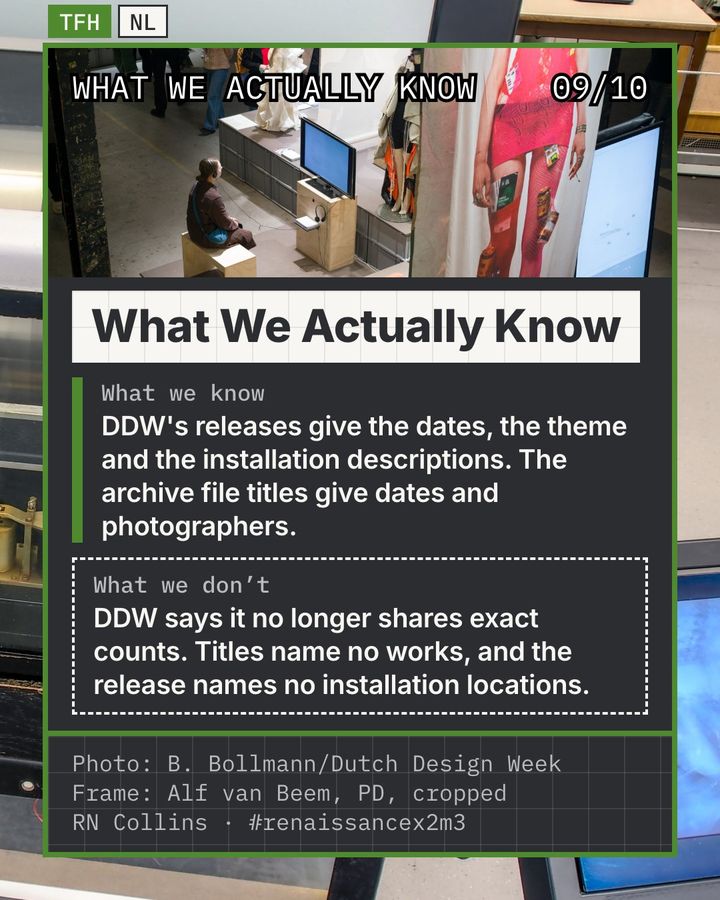 TFH NL
WHAT WE ACTUALLY KNOW 09/10
What We Actually Know
What we know
DDW's releases give the dates, the theme
and the installation descriptions. The
archive file titles give dates and
photographers.
What we don’t
DDW says it no longer shares exact
counts. Titles name no works, and the
release names no installation locations.
Photo: B. Bollmann/Dutch Design Week
Frame: Alf van Beem, PD, cropped
RN Collins · #renaissancex2m3